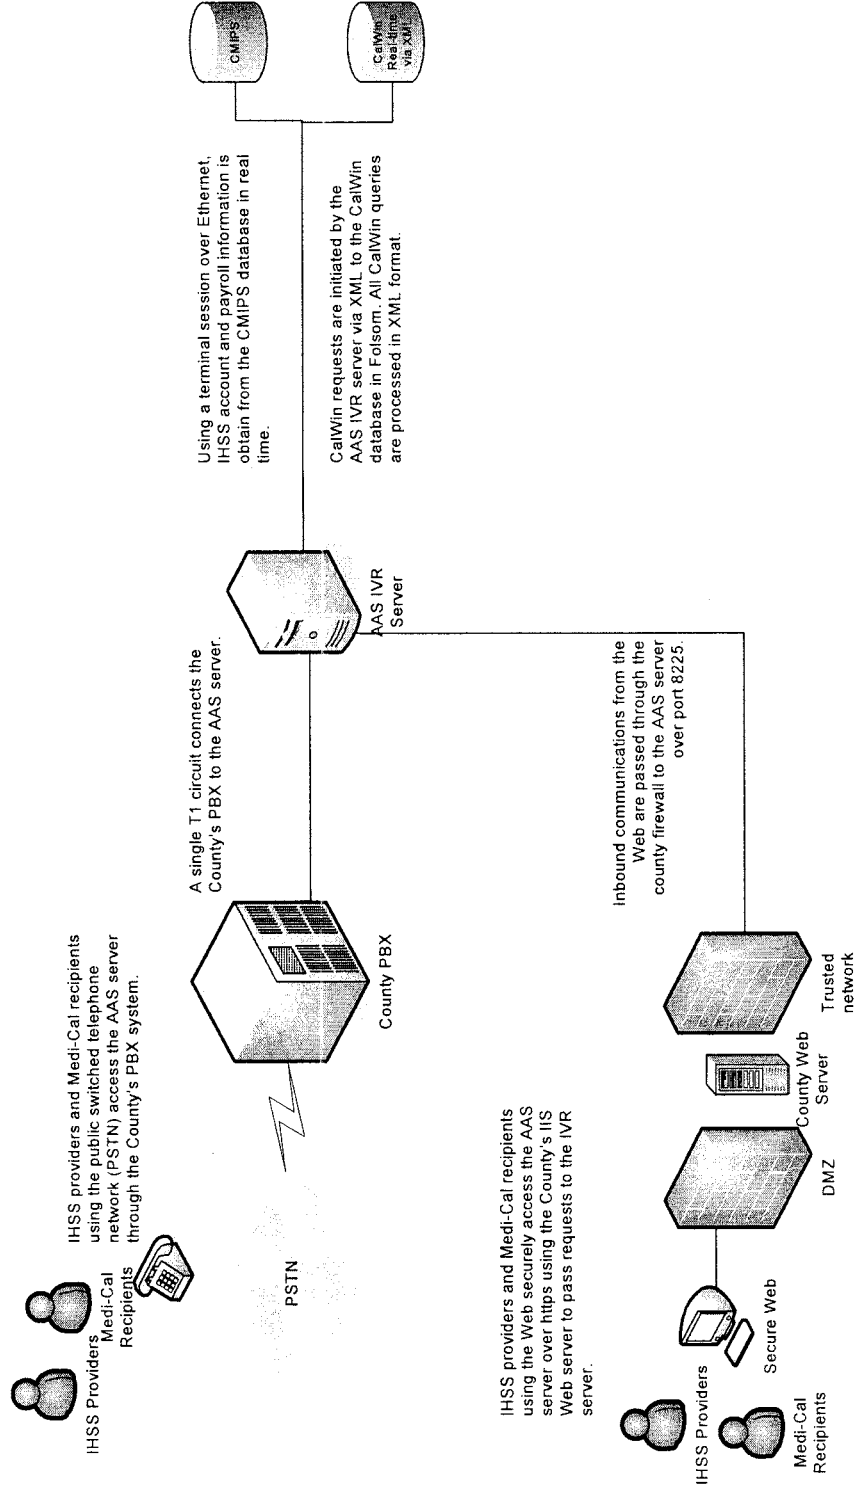 IHSS Providers
Medi-Cal
Recipients
IHSS providers and Medi-Cal recipients
using the public switched telephone
network (PSTN) access the AAS server
through the County's PBX system.
PSTN
County PBX
A single T1 circuit connects the
County's PBX to the AAS server.
AAS IVR
Server
Using a terminal session over Ethernet,
IHSS account and payroll information is
obtain from the CMIPS database in real
time.
CMIPS
CalWin requests are initiated by the
AAS IVR server via XML to the CalWin
database in Folsom. All CalWin queries
are processed in XML format.
CalWin
Real-time
via XML
IHSS providers and Medi-Cal recipients
using the Web securely access the AAS
server over https using the County's IIS
Web server to pass requests to the IVR
server.
IHSS Providers
Medi-Cal
Recipients
Secure Web
DMZ
County Web
Server
Trusted
network
Inbound communications from the
Web are passed through the
county firewall to the AAS server
over port 8225.